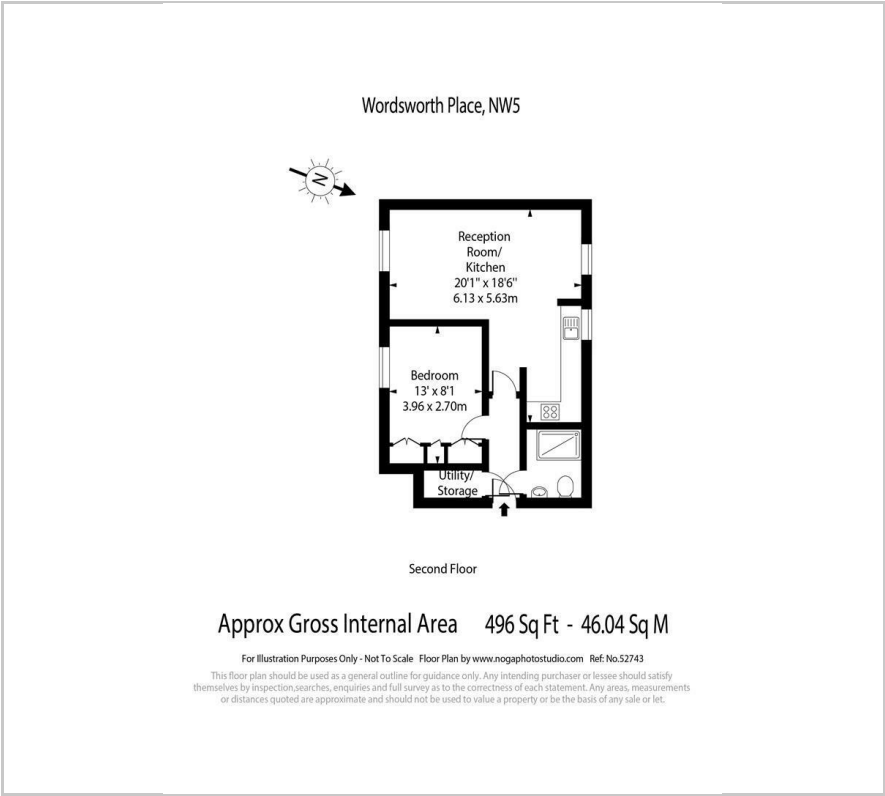 Wordsworth Place, NW5
N
Reception
Room/
Kitchen
20'1" x 18'6"
6.13 x 5.63m
Bedroom
13' x 8'1
3.96 x 2.70m
Utility/
Storage
Second Floor
Approx Gross Internal Area 496 Sq Ft - 46.04 Sq M
For Illustration Purposes Only - Not To Scale Floor Plan by www.nogaphotostudio.com Ref: No.52743
This floor plan should be used as a general outline for guidance only. Any intending purchaser or lessee should satisfy
themselves by inspection,searches, enquiries and full survey as to the correctness of each statement. Any areas, measurements
or distances quoted are approximate and should not be used to value a property or be the basis of any sale or let.